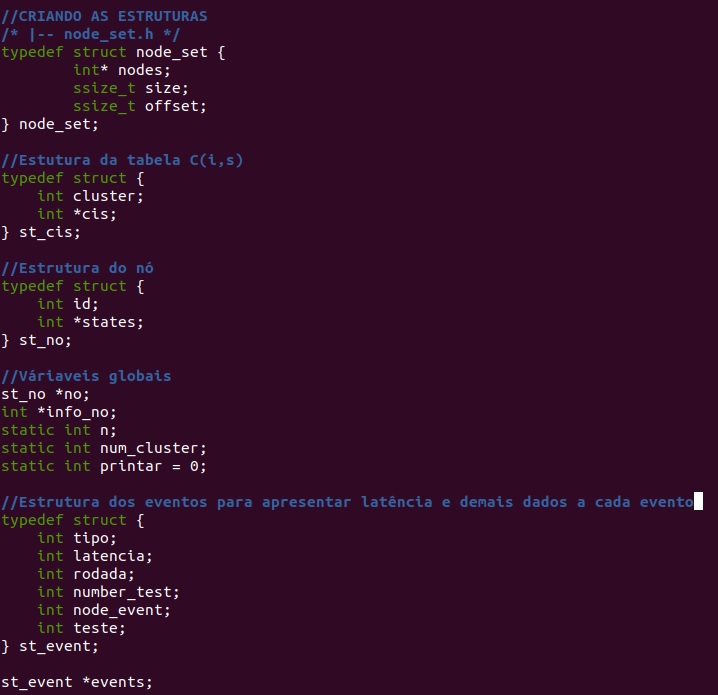 //CRIANDO AS ESTRUTURAS
/* |-- node_set.h */
typedef struct node_set {
        int* nodes;
        ssize_t size;
        ssize_t offset;
} node_set;

//Estutura da tabela C(i,s)
typedef struct {
    int cluster;
    int *cis;
} st_cis;

//Estrutura do nó
typedef struct {
    int id;
    int *states;
} st_no;

//Váriaveis globais
st_no *no;
int *info_no;
static int n;
static int num_cluster;
static int printar = 0;

//Estrutura dos eventos para apresentar latência e demais dados a cada evento
typedef struct {
    int tipo;
    int latencia;
    int rodada;
    int number_test;
    int node_event;
    int teste;
} st_event;

st_event *events;